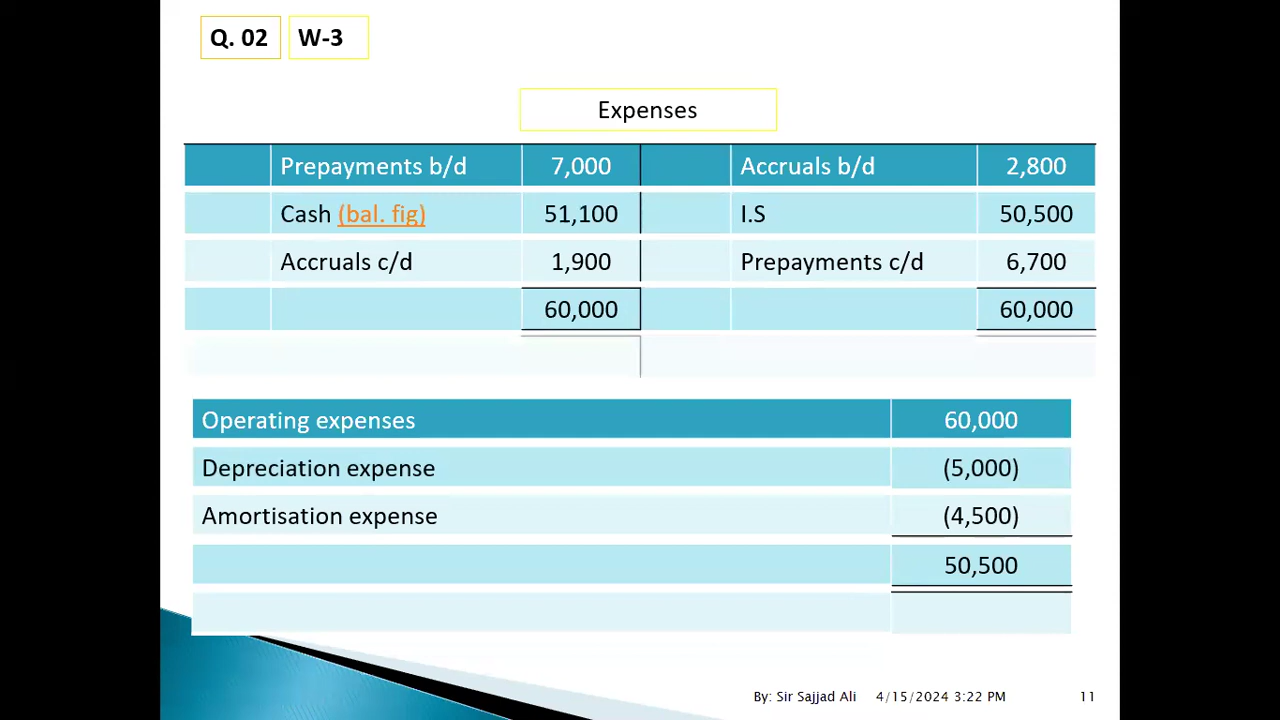 Q. 02 W-3
Expenses
Prepayments b/d 7,000 Accruals b/d 2,800
Cash (bal. fig) 51,100 I.S 50,500
Accruals c/d 1,900 Prepayments c/d 6,700
60,000 60,000
Operating expenses 60,000
Depreciation expense (5,000)
Amortisation expense (4,500)
50,500
By: Sir Sajjad Ali 4/15/2024 3:22 PM 11